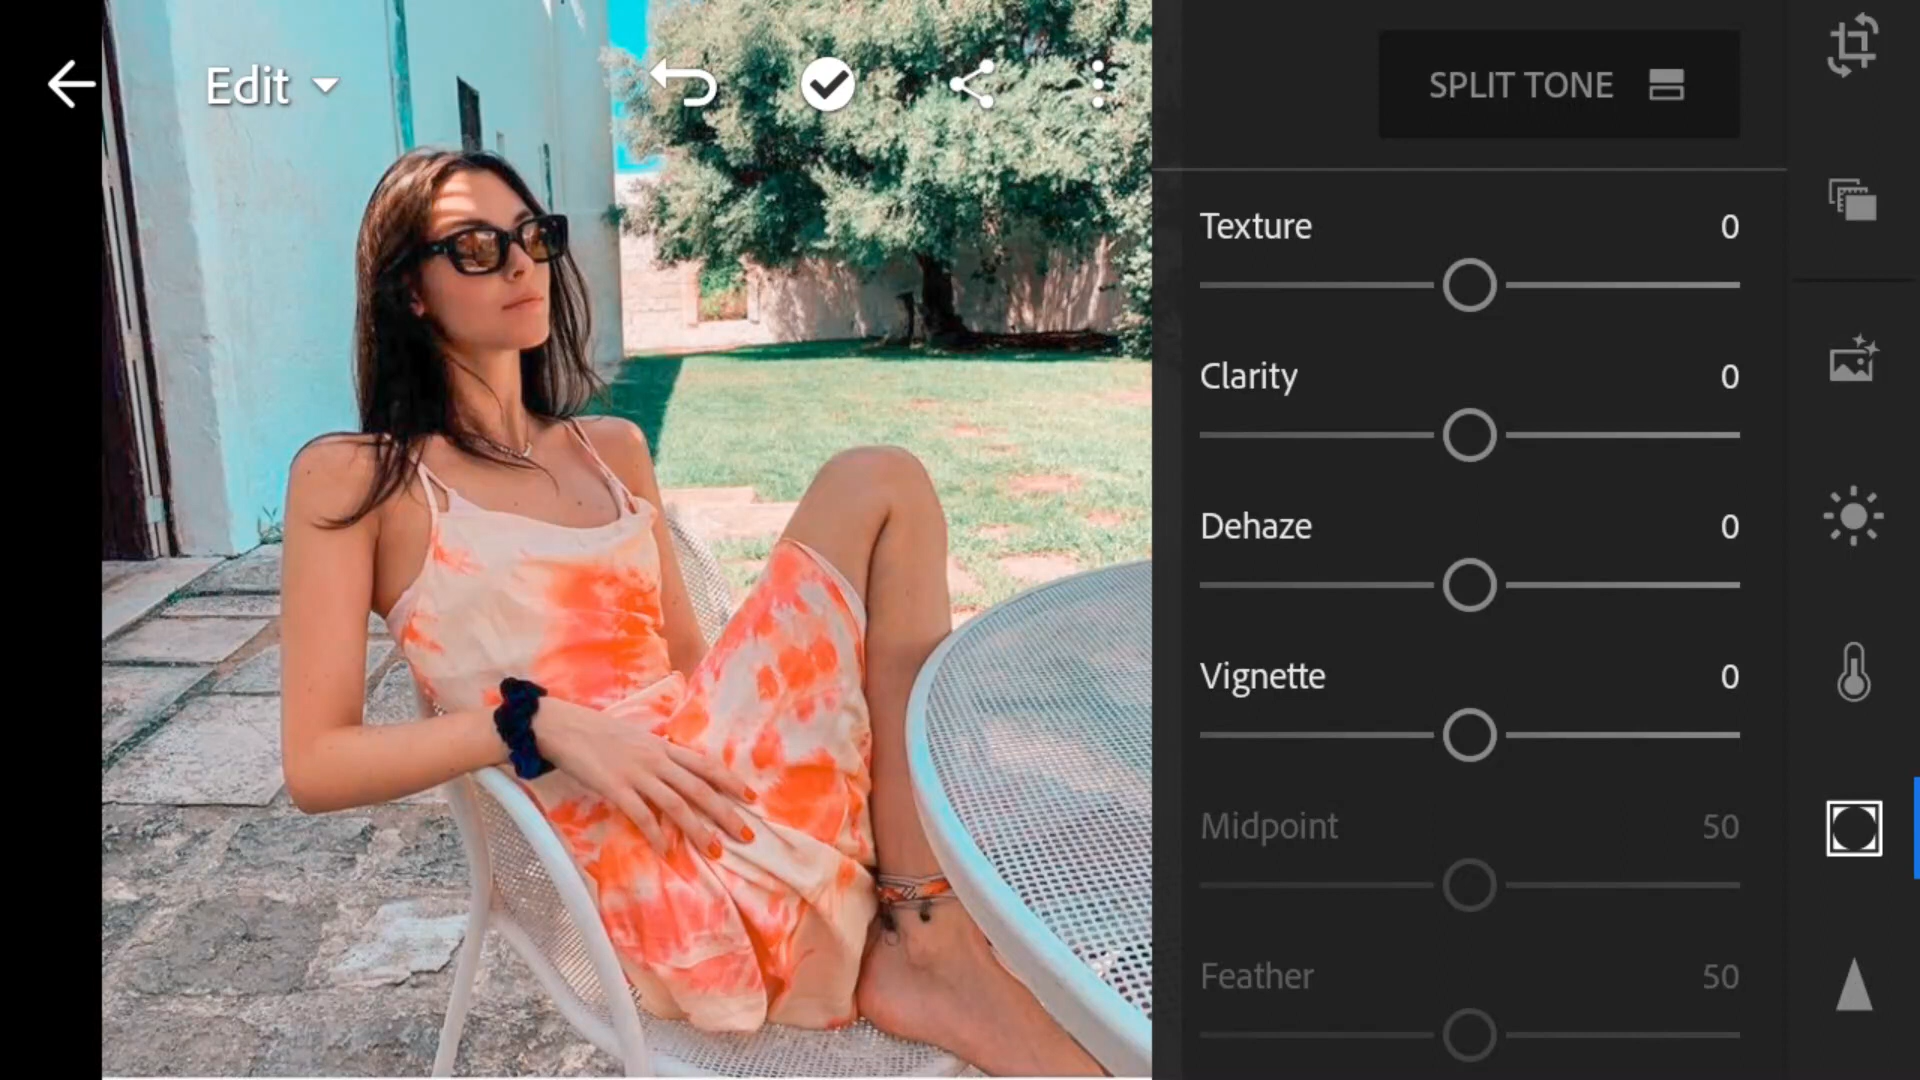 Edit
SPLIT TONE
Texture 0
Clarity 0
Dehaze 0
Vignette 0
Midpoint 50
Feather 50